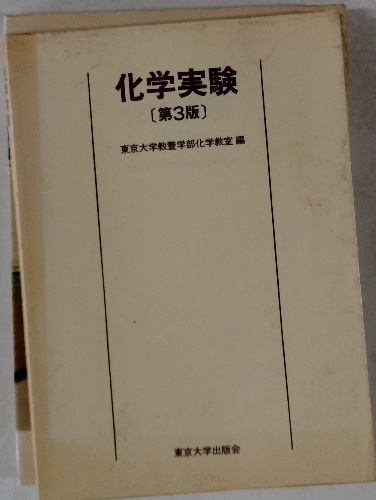 化学実験
〔第3版〕
東京大学教養学部化学教室 編
東京大学出版会